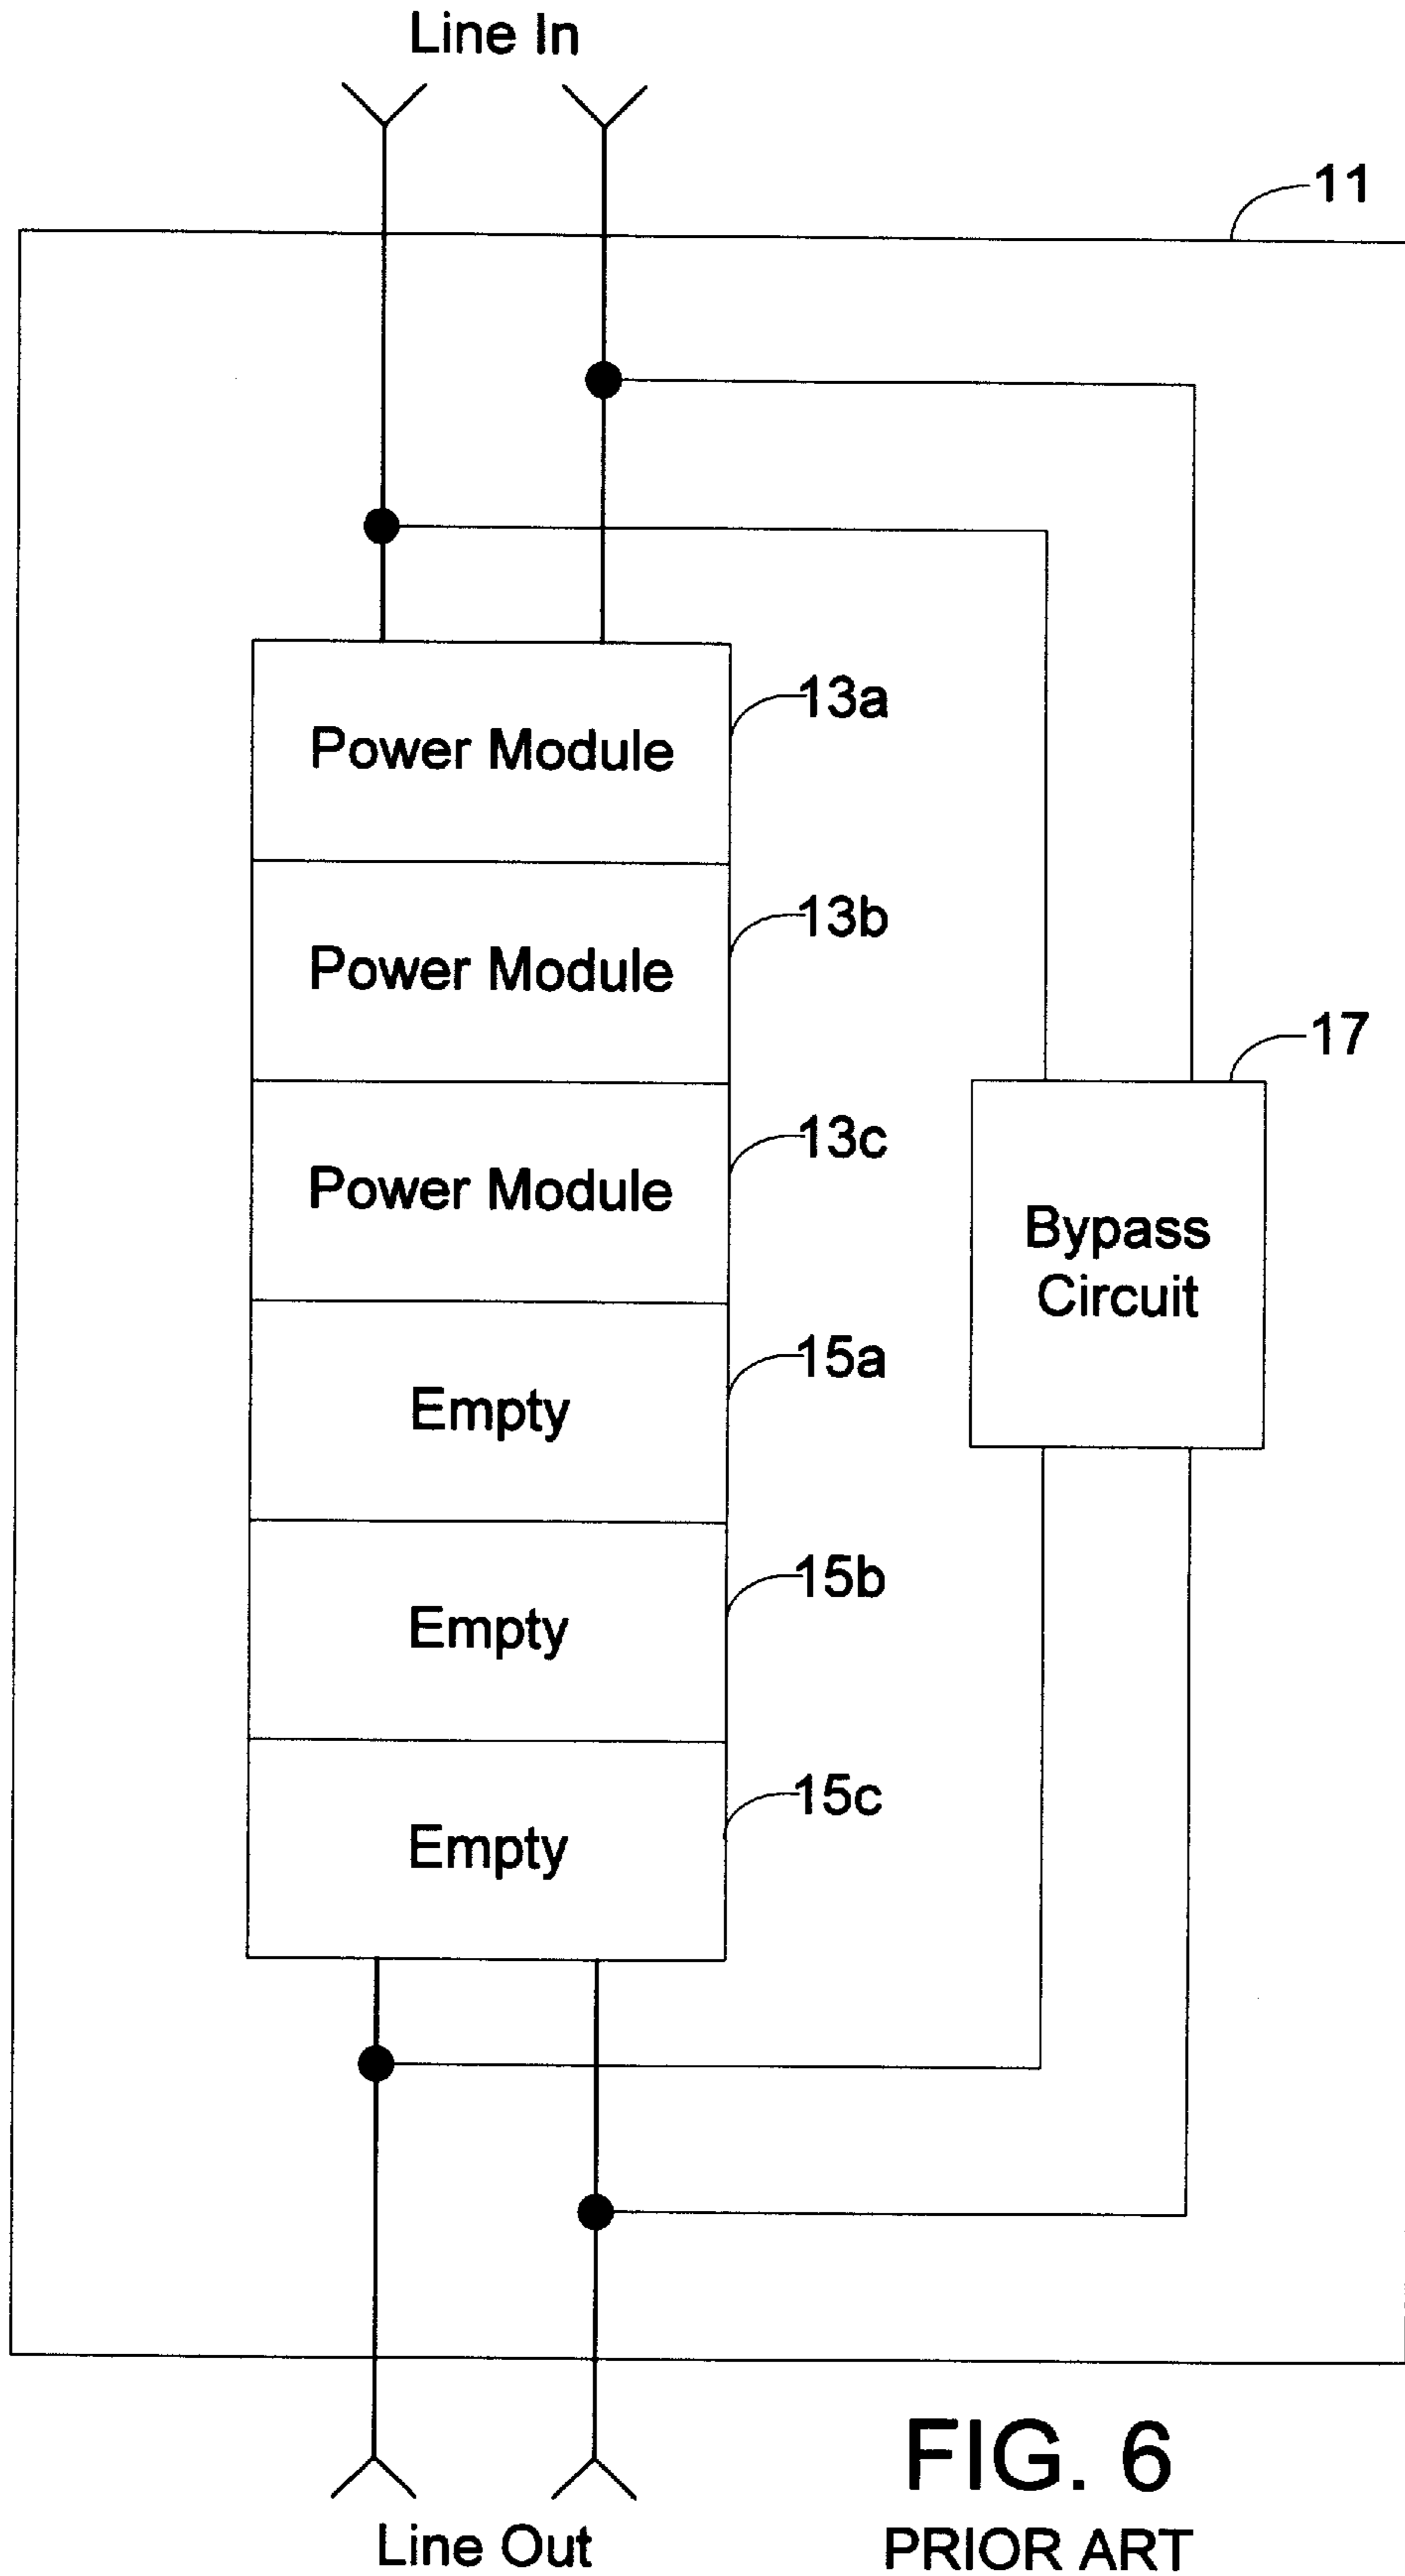 Line In
11
13a
Power Module
13b
Power Module
17
13c
Power Module
Bypass
Circuit
15a
Empty
15b
Empty
15c
Empty
FIG. 6
Line Out
PRIOR ART